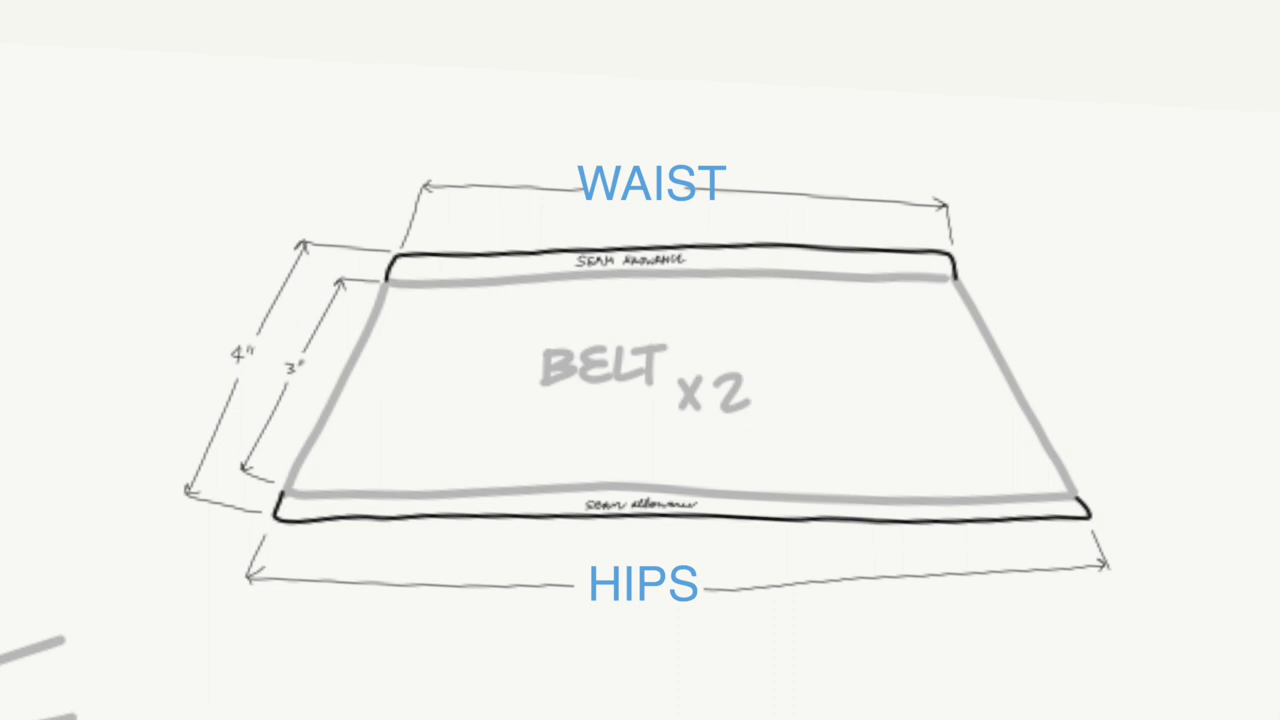 WAIST
SEAM ALLOWANCE
4"
3"
BELT
X2
SEAM Allowance
HIPS